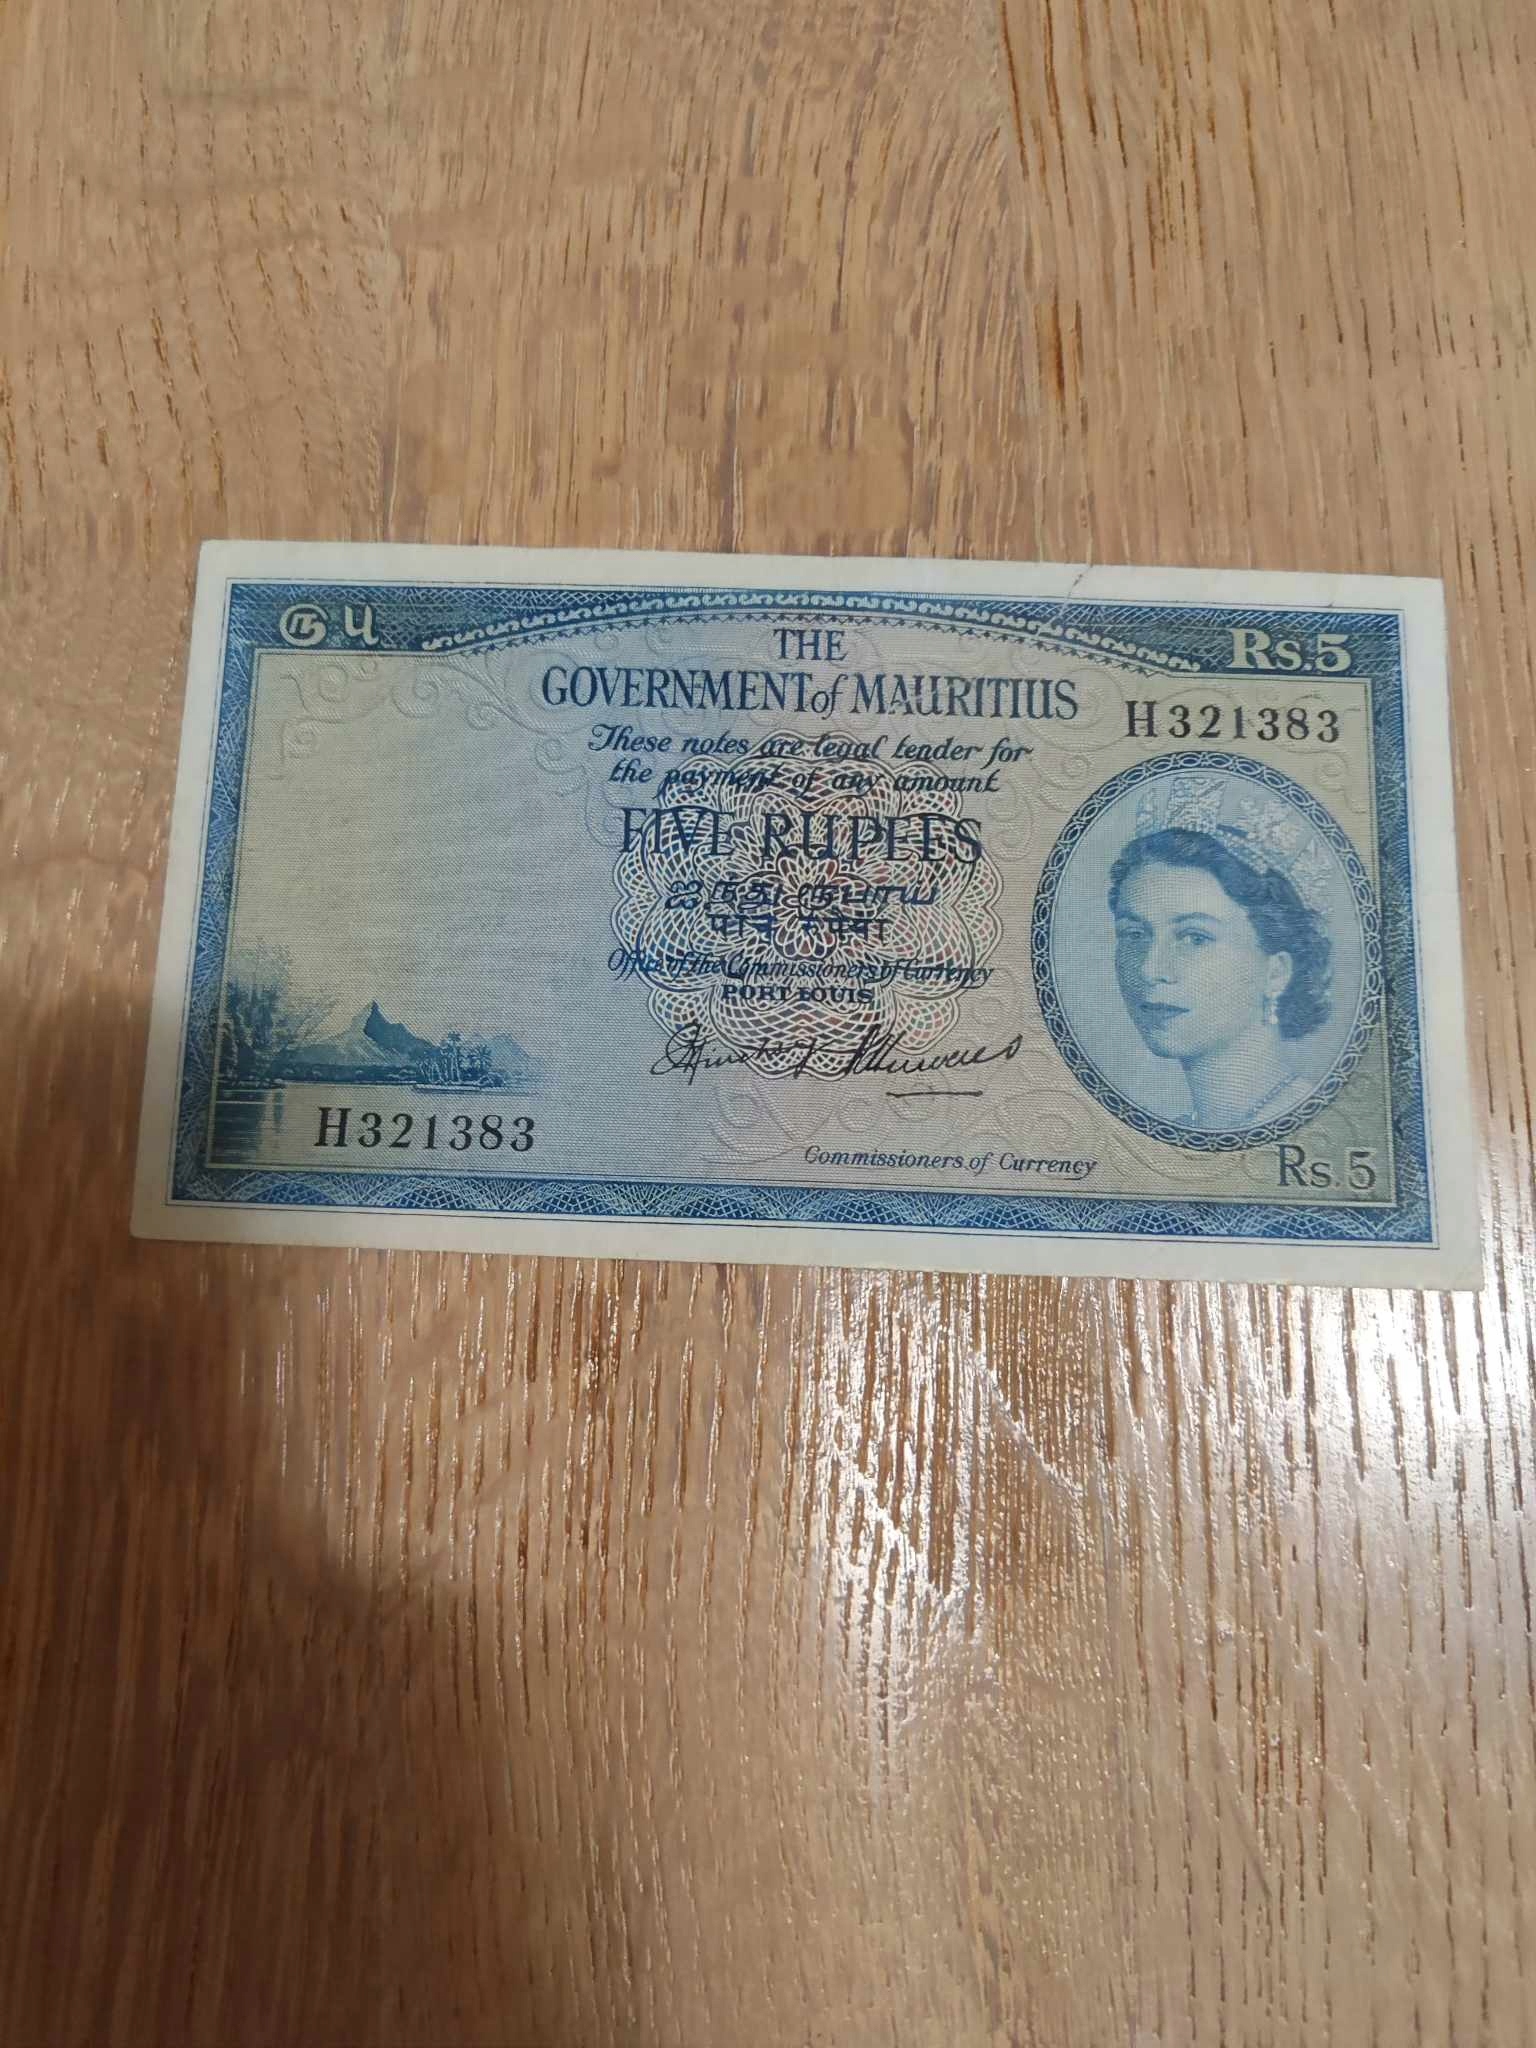 ரூ ५
Rs.5
THE
GOVERNMENT of MAURITIUS
H321383
These notes are legal tender for
the payment of any amount
FIVE RUPEES
ஐந்து ரூபாய்
पांच रुपैया
Office of the Commissioners of Currency
PORT LOUIS
H321383
Commissioners of Currency
Rs.5